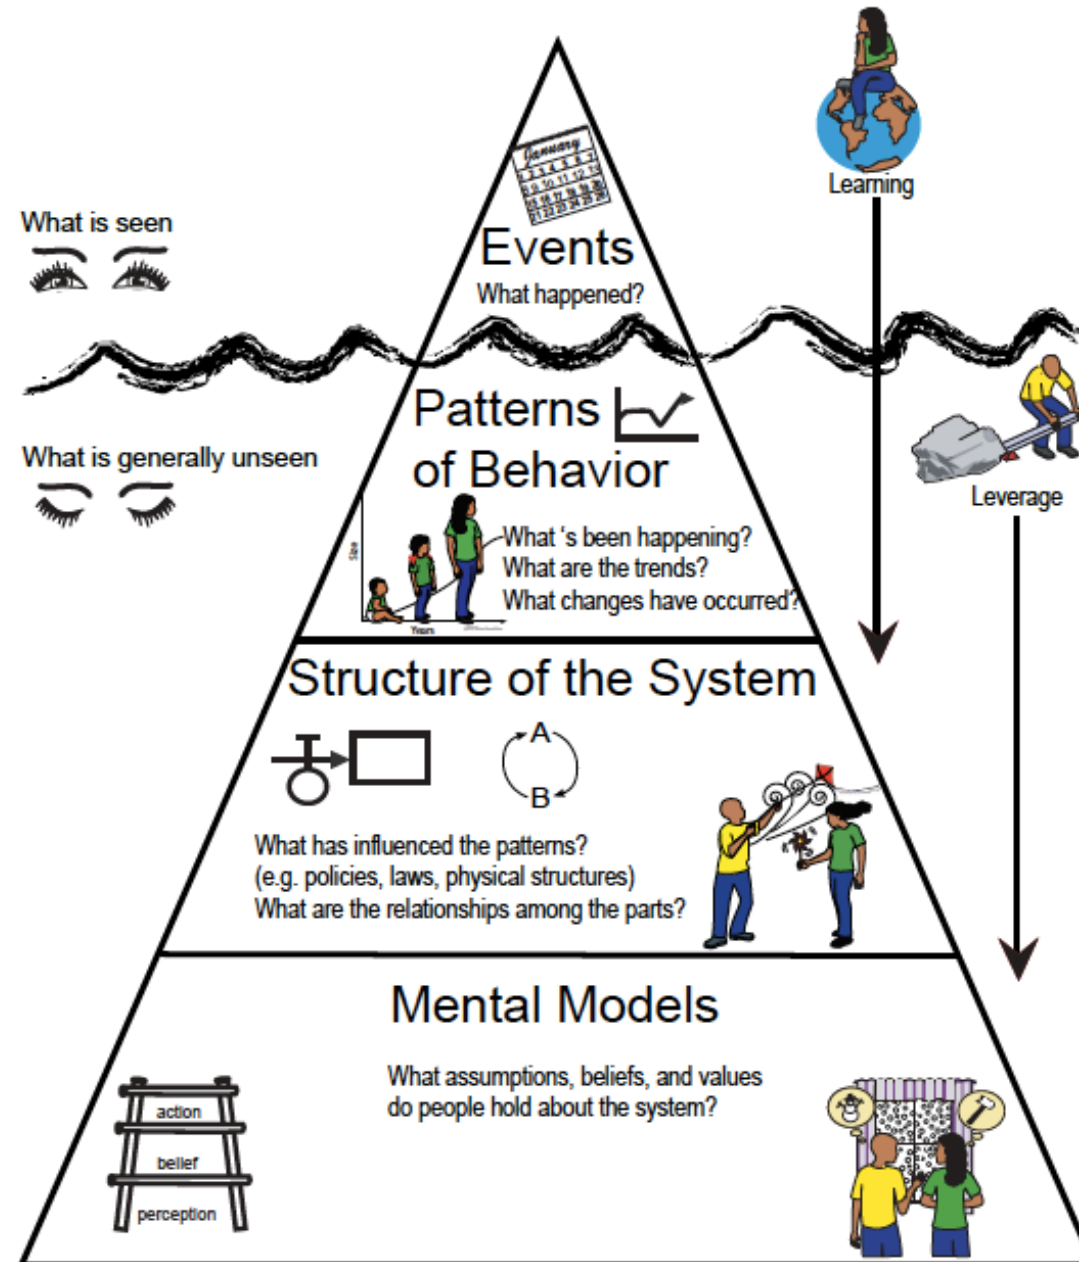 January
Learning
What is seen
Events
What happened?
Patterns
of Behavior
What is generally unseen
Leverage
Size
What 's been happening?
What are the trends?
What changes have occurred?
Years
Structure of the System
A
B
What has influenced the patterns?
(e.g. policies, laws, physical structures)
What are the relationships among the parts?
Mental Models
What assumptions, beliefs, and values
do people hold about the system?
action
belief
perception